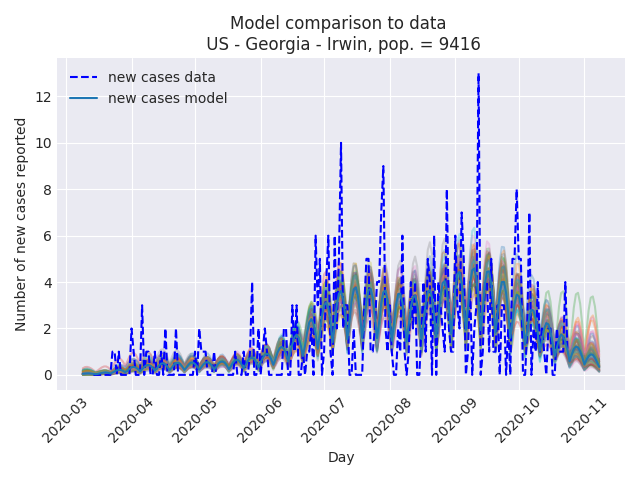 Model comparison to data
US - Georgia - Irwin, pop. = 9416
new cases data
new cases model
Number of new cases reported
12
10
8
6
4
2
0
2020-03
2020-04
2020-05
2020-06
2020-07
2020-08
2020-09
2020-10
2020-11
Day